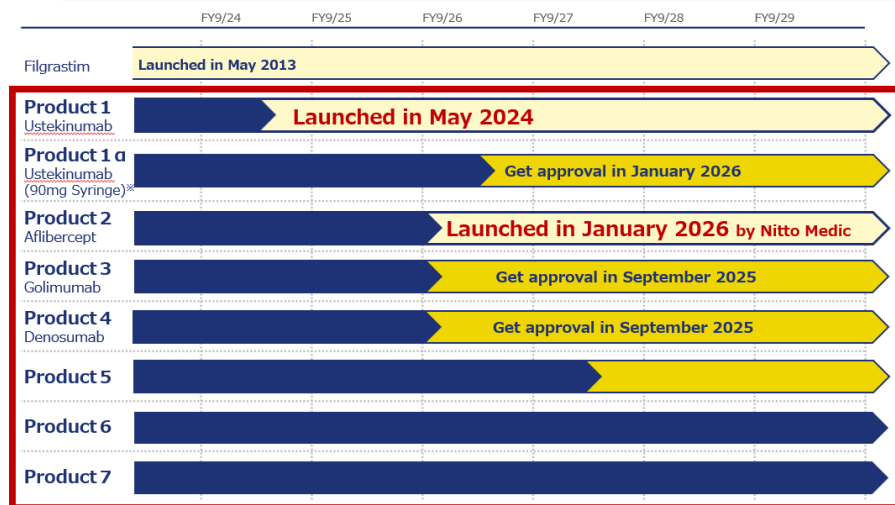 FY9/24 FY9/25 FY9/26 FY9/27 FY9/28 FY9/29
Filgrastim
Launched in May 2013
Product 1
Ustekinumab
Launched in May 2024
Product 1 α
Ustekinumab
(90mg Syringe)※
Get approval in January 2026
Product 2
Aflibercept
Launched in January 2026 by Nitto Medic
Product 3
Golimumab
Get approval in September 2025
Product 4
Denosumab
Get approval in September 2025
Product 5
Product 6
Product 7